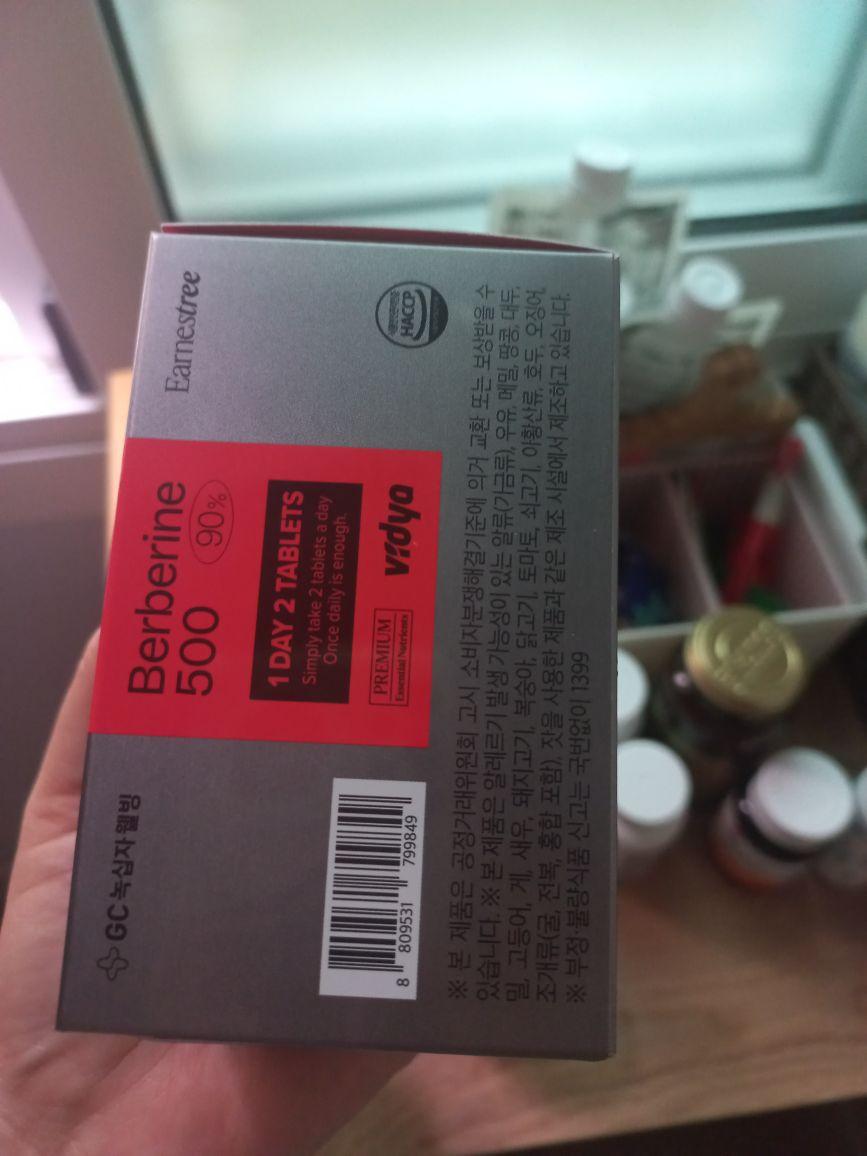 GC녹십자웰빙
Earnestree
Berberine
500
90%
1 DAY 2 TABLETS
Simply take 2 tablets a day
Once daily is enough.
PREMIUM
Essential Nutrients
vidya
HACCP
8 809531 799849
※ 본 제품은 공정거래위원회 고시 소비자분쟁해결기준에 의거 교환 또는 보상받을 수
있습니다. ※ 본 제품은 알레르기 발생 가능성이 있는 알류(가금류), 우유, 메밀, 땅콩, 대두,
밀, 고등어, 게, 새우, 돼지고기, 복숭아, 닭고기, 토마토, 쇠고기, 아황산류, 호두, 오징어,
조개류(굴, 전복, 홍합 포함), 잣을 사용한 제품과 같은 제조 시설에서 제조하고 있습니다.
※ 부정·불량식품 신고는 국번없이 1399